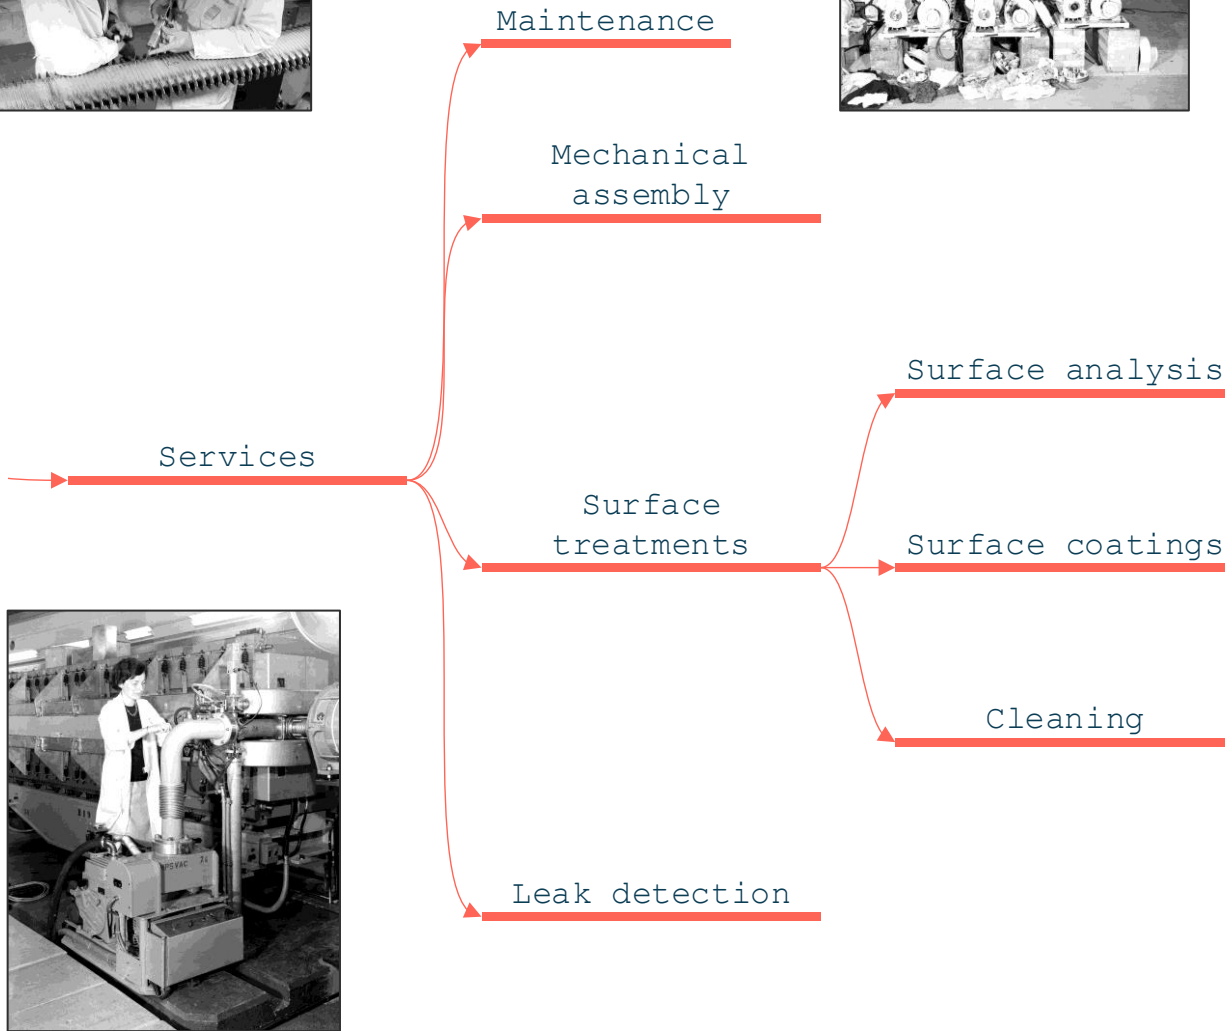 Maintenance
Mechanical
assembly
Surface analysis
Services
Surface
treatments
Surface coatings
Cleaning
Leak detection